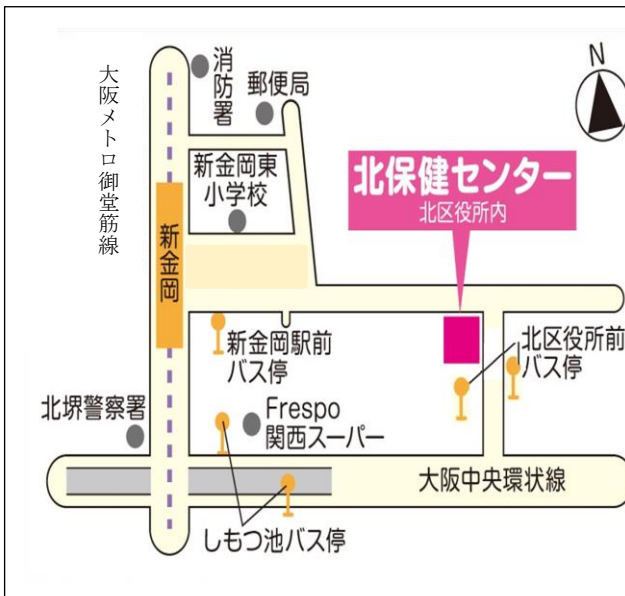 大阪メトロ御堂筋線
消防署
郵便局
N
新金岡東
小学校
北保健センター
北区役所内
新金岡
新金岡駅前
バス停
北区役所前
バス停
北堺警察署
Frespo
関西スーパー
大阪中央環状線
しもつ池バス停